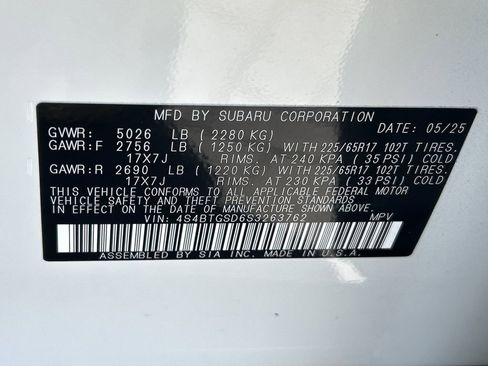 MFD BY SUBARU CORPORATION
DATE: 05/25
GVWR: 5026 LB (2280 KG)
GAWR:F 2756 LB (1250 KG) WITH 225/65R17 102T TIRES.
17X7J RIMS. AT 240 KPA (35 PSI) COLD
GAWR:R 2690 LB (1220 KG) WITH 225/65R17 102T TIRES.
17X7J RIMS. AT 230 KPA (33 PSI) COLD
THIS VEHICLE CONFORMS TO ALL APPLICABLE FEDERAL MOTOR
VEHICLE SAFETY, BUMPER, AND THEFT PREVENTION STANDARDS
IN EFFECT ON THE DATE OF MANUFACTURE SHOWN ABOVE.
VIN: 4S4BTGSD6S3263762 MPV
ASSEMBLED BY SIA INC. MADE IN U.S.A.